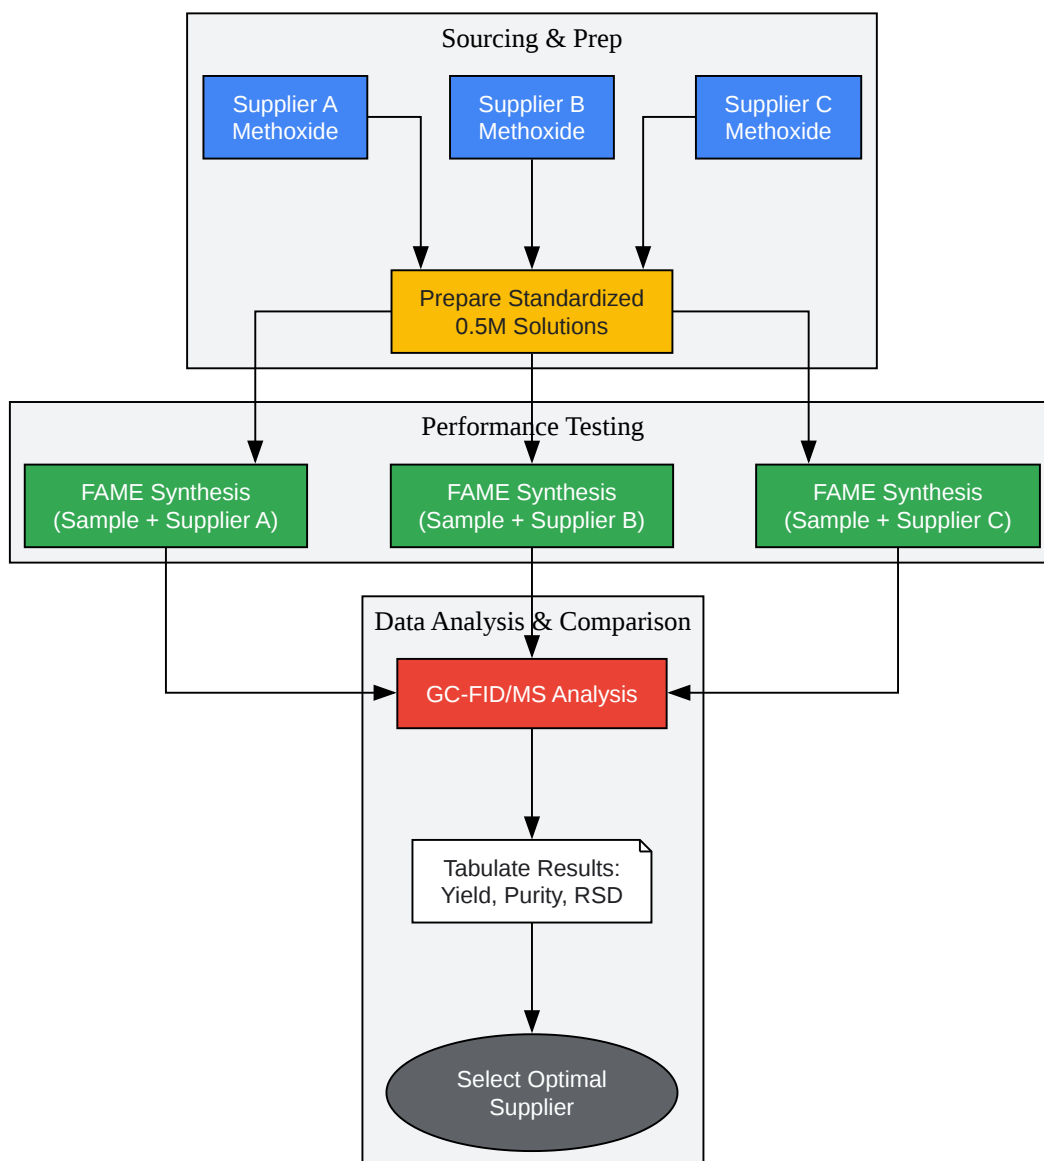 Sourcing & Prep
Supplier A
Methoxide
Supplier B
Methoxide
Supplier C
Methoxide
Prepare Standardized
0.5M Solutions
Performance Testing
FAME Synthesis
(Sample + Supplier A)
FAME Synthesis
(Sample + Supplier B)
FAME Synthesis
(Sample + Supplier C)
Data Analysis & Comparison
GC-FID/MS Analysis
Tabulate Results:
Yield, Purity, RSD
Select Optimal
Supplier